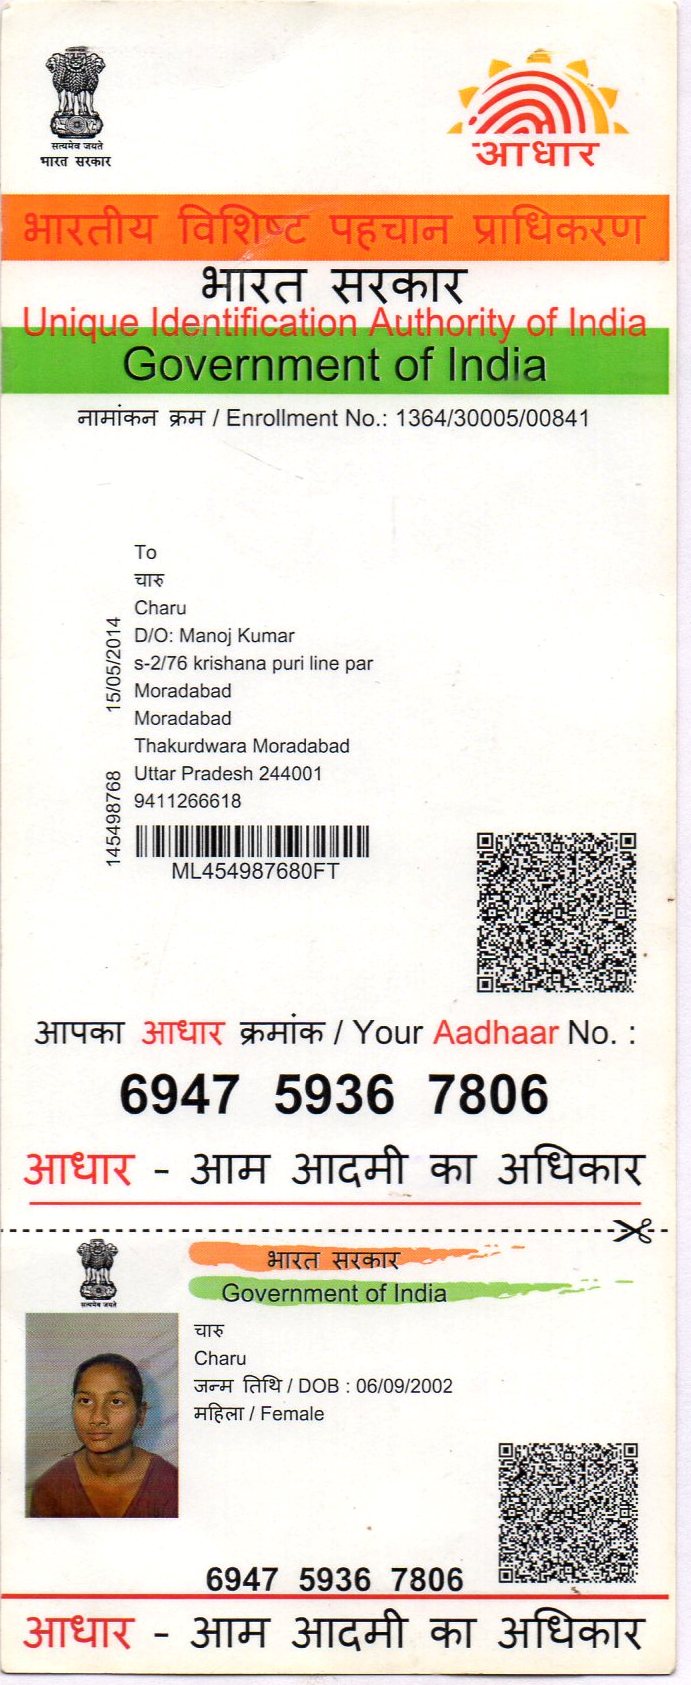 सत्यमेव जयते
भारत सरकार
आधार
भारतीय विशिष्ट पहचान प्राधिकरण
भारत सरकार
Unique Identification Authority of India
Government of India
नामांकन क्रम / Enrollment No.: 1364/30005/00841
To
चारु
Charu
D/O: Manoj Kumar
s-2/76 krishana puri line par
Moradabad
Moradabad
Thakurdwara Moradabad
Uttar Pradesh 244001
9411266618
15/05/2014
145498768
ML454987680FT
आपका आधार क्रमांक / Your Aadhaar No. :
6947 5936 7806
आधार - आम आदमी का अधिकार
सत्यमेव जयते
भारत सरकार
Government of India
चारु
Charu
जन्म तिथि / DOB : 06/09/2002
महिला / Female
6947 5936 7806
आधार - आम आदमी का अधिकार